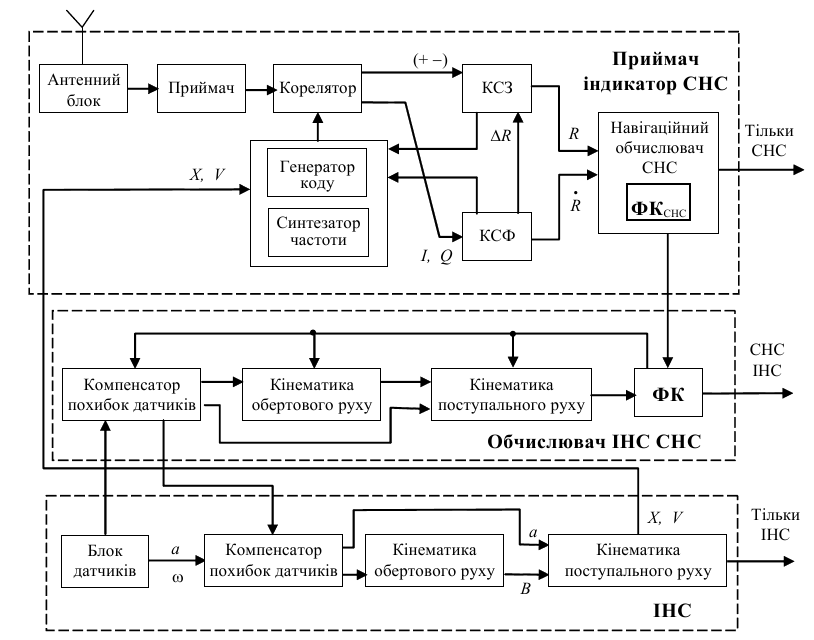 Приймач
індикатор СНС
Антенний
блок
Приймач
Корелятор
(+ −)
КСЗ
ΔR
R
Навігаційний
обчислювач
СНС
ФКСНС
Тільки
СНС
Генератор
коду
Синтезатор
частоти
X, V
I, Q
КСФ
Ṙ
СНС
ІНС
Компенсатор
похибок датчиків
Кінематика
обертового руху
Кінематика
поступального руху
ФК
Обчислювач ІНС СНС
X, V
Тільки
ІНС
Блок
датчиків
a
ω
Компенсатор
похибок датчиків
Кінематика
обертового руху
a
B
Кінематика
поступального руху
ІНС